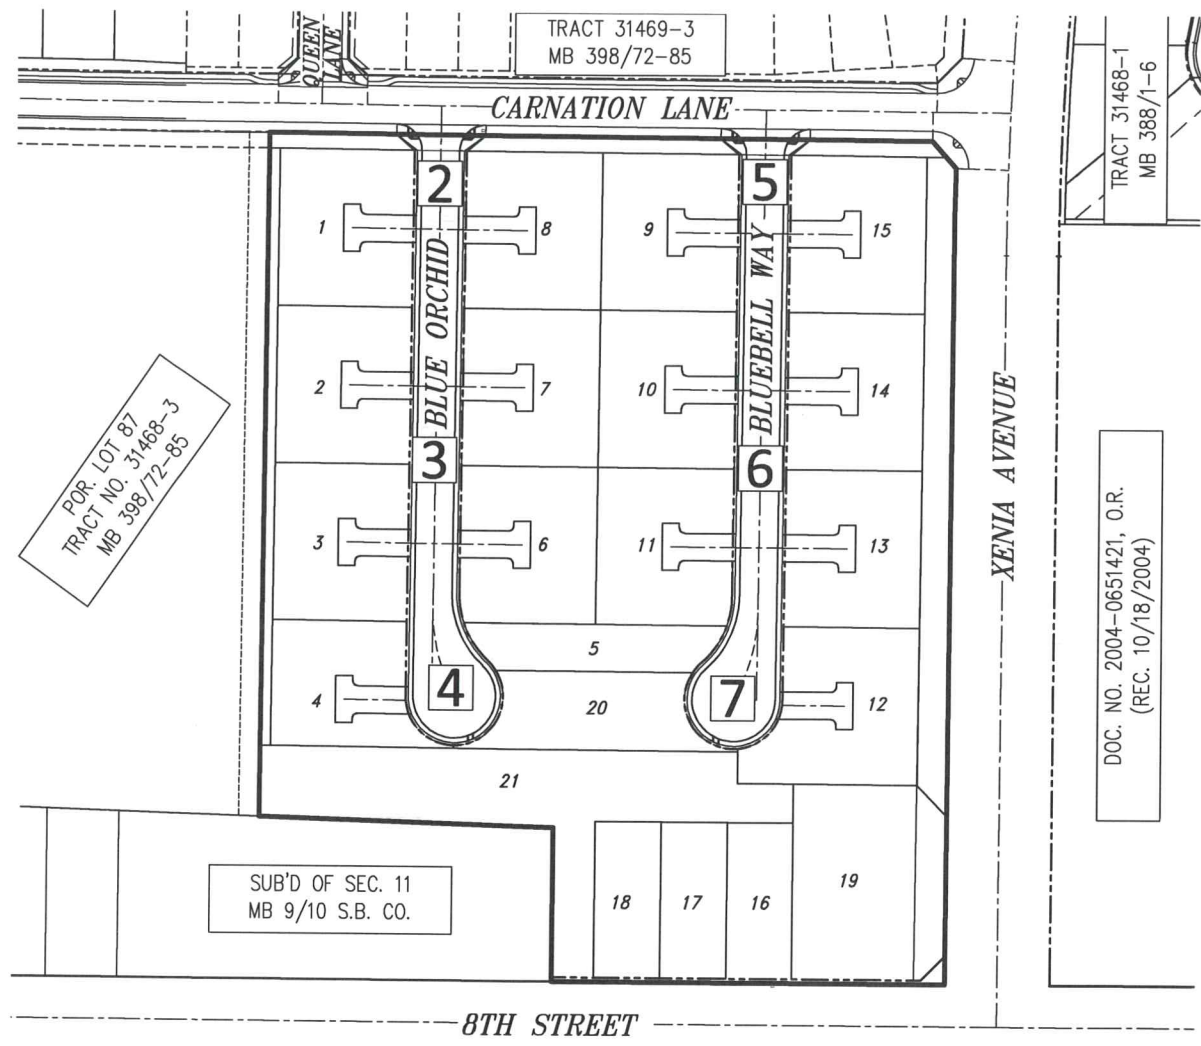 QUEEN
LANE
TRACT 31469-3
MB 398/72-85
TRACT 31468-1
MB 388/1-6
CARNATION LANE
2
5
1
8
9
15
BLUE ORCHID
BLUEBELL WAY
2
7
10
14
XENIA AVENUE
POR. LOT 87
TRACT NO. 31468-3
MB 398/72-85
3
6
DOC. NO. 2004-0651421, O.R.
(REC. 10/18/2004)
3
6
11
13
5
4
7
4
20
12
21
SUB'D OF SEC. 11
MB 9/10 S.B. CO.
18
17
16
19
8TH STREET